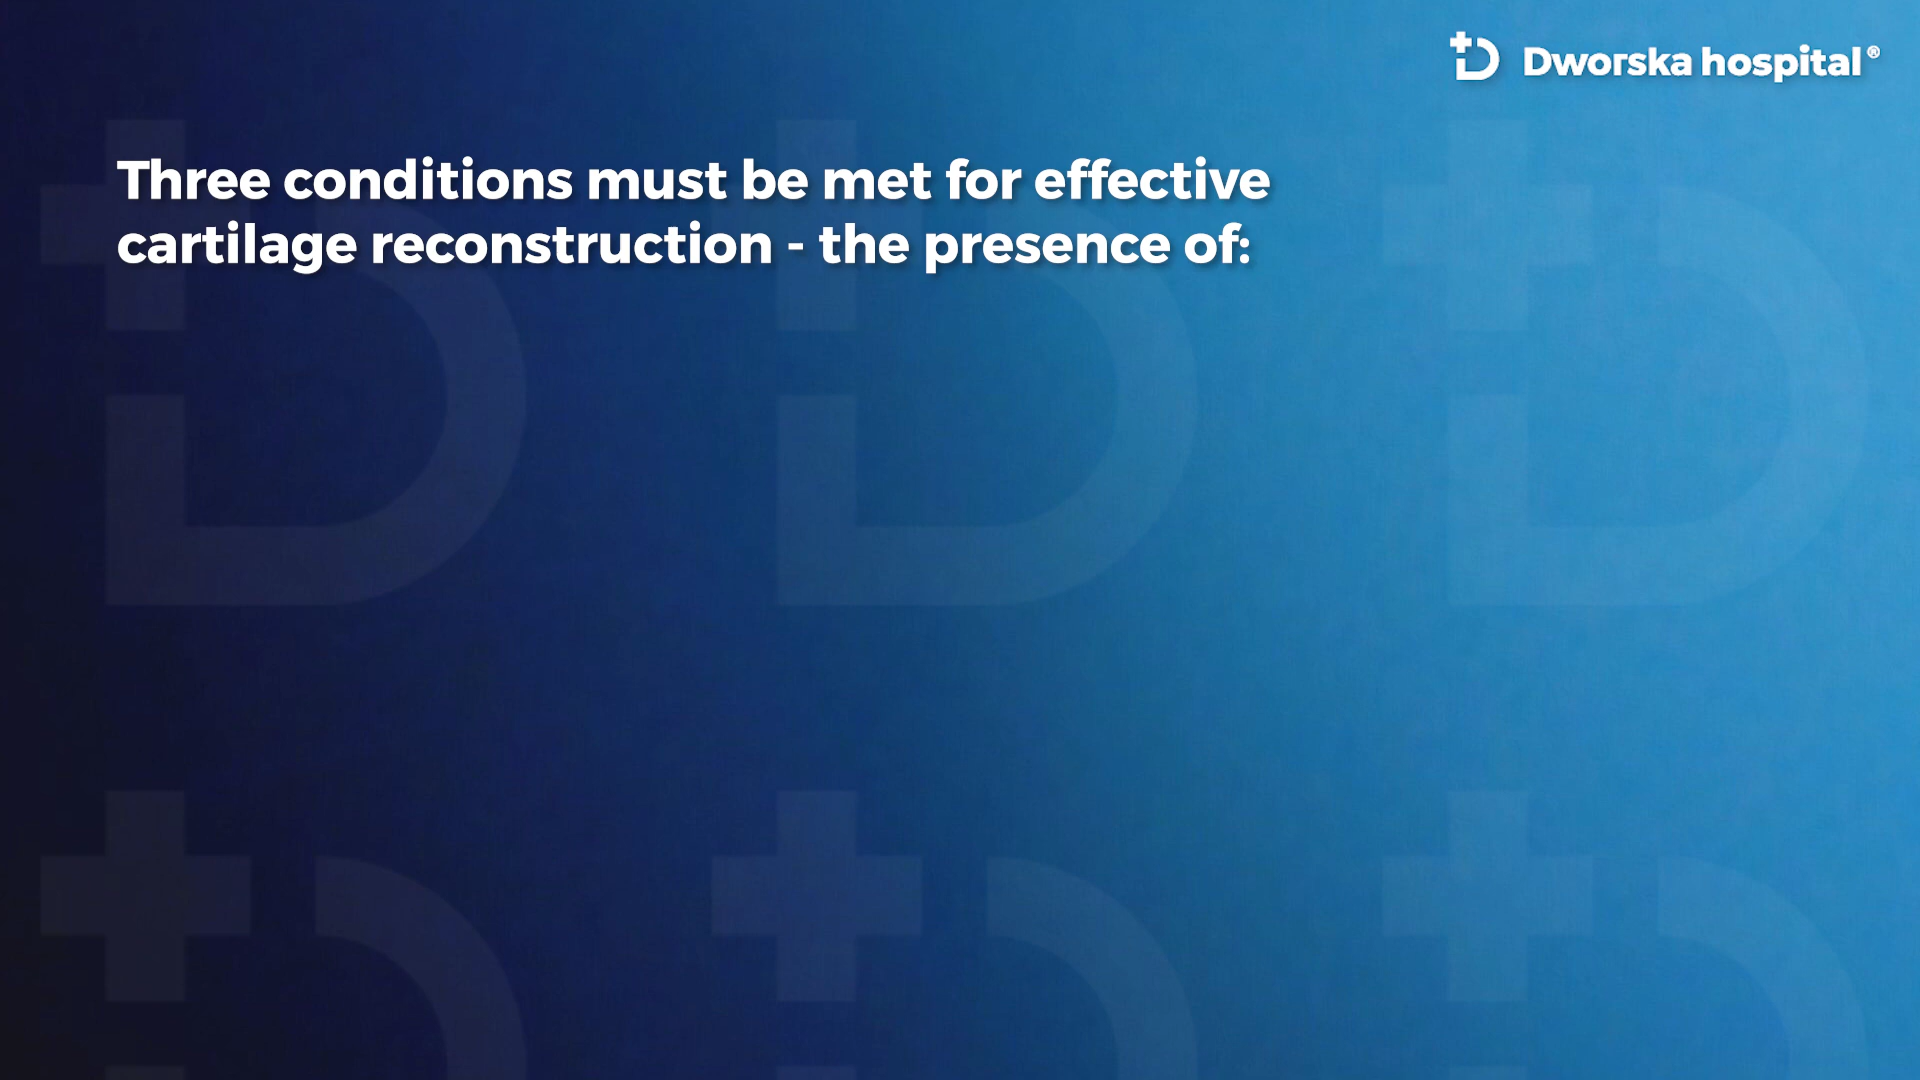 Dworska hospital®
Three conditions must be met for effective
cartilage reconstruction - the presence of: